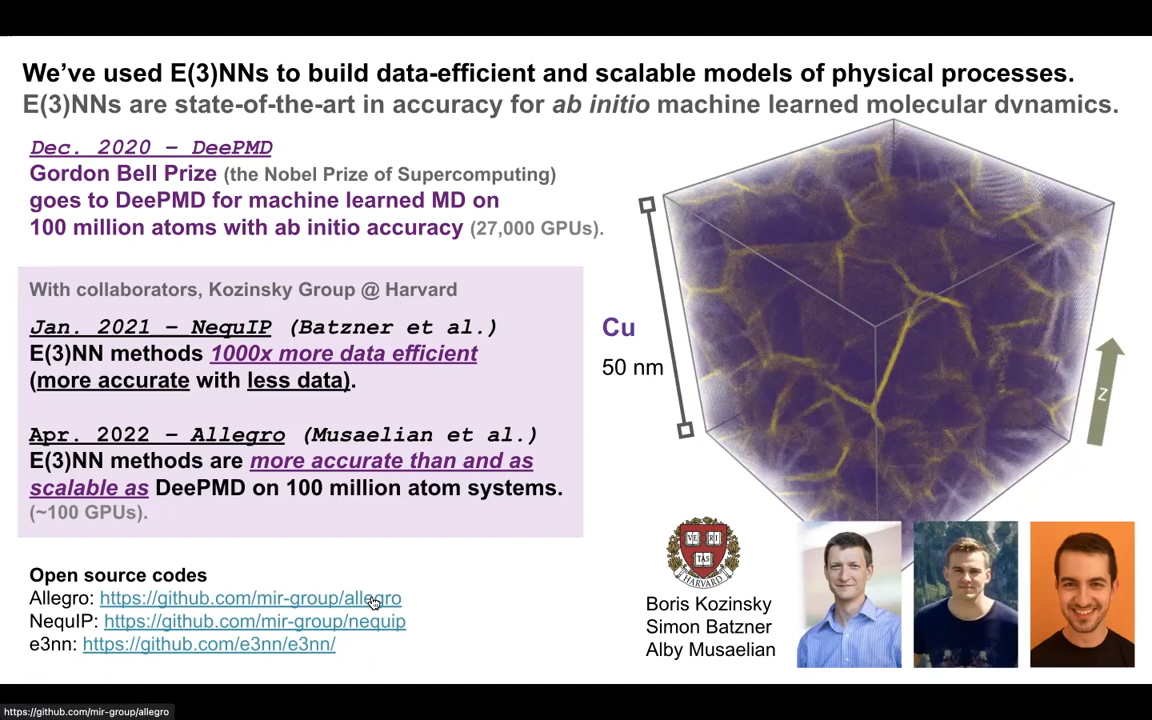 We’ve used E(3)NNs to build data-efficient and scalable models of physical processes.
E(3)NNs are state-of-the-art in accuracy for ab initio machine learned molecular dynamics.
Dec. 2020 – DeePMD
Gordon Bell Prize (the Nobel Prize of Supercomputing)
goes to DeePMD for machine learned MD on
100 million atoms with ab initio accuracy (27,000 GPUs).
With collaborators, Kozinsky Group @ Harvard
Jan. 2021 – NequIP (Batzner et al.)
E(3)NN methods 1000x more data efficient
(more accurate with less data).
Apr. 2022 – Allegro (Musaelian et al.)
E(3)NN methods are more accurate than and as
scalable as DeePMD on 100 million atom systems.
(~100 GPUs).
Open source codes
Allegro: https://github.com/mir-group/allegro
NequIP: https://github.com/mir-group/nequip
e3nn: https://github.com/e3nn/e3nn/
Cu
50 nm
Z
VE RI
TAS
HARVARD
Boris Kozinsky
Simon Batzner
Alby Musaelian
https://github.com/mir-group/allegro